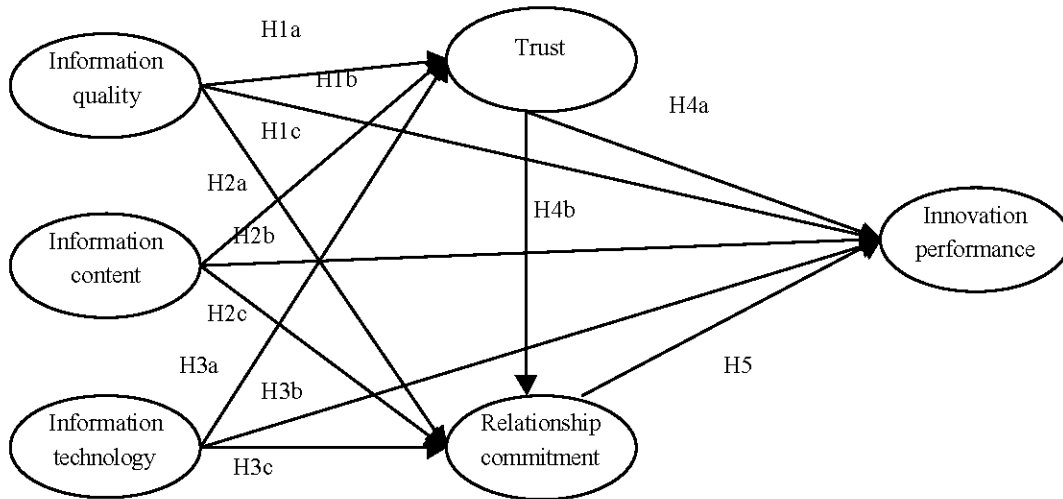 H1a
Information
quality
Trust
H1b
H1c
H4a
H2a
H4b
Information
content
H2b
Innovation
performance
H2c
H3a
H3b
H5
Information
technology
Relationship
commitment
H3c